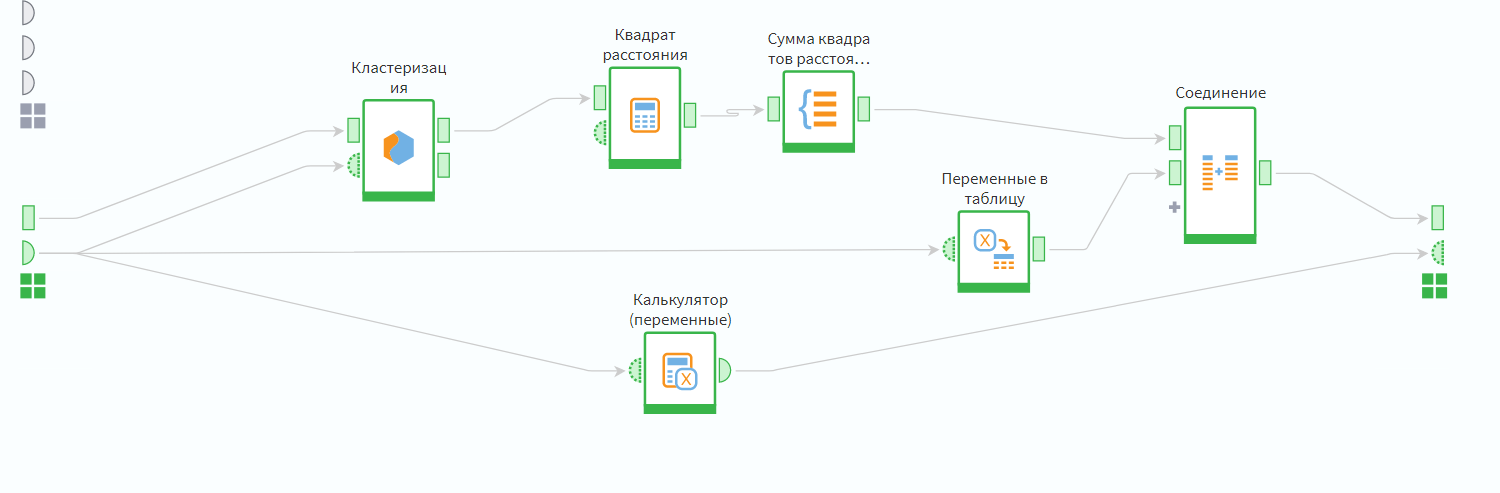 Кластеризац
ия
Квадрат
расстояния
Сумма квадра
тов расстоя...
Соединение
Переменные в
таблицу
Калькулятор
(переменные)